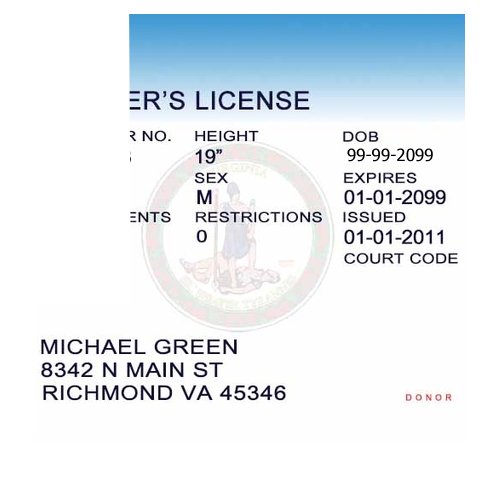 ER'S LICENSE
R NO. HEIGHT DOB
19" 99-99-2099
SEX EXPIRES
M 01-01-2099
ENTS RESTRICTIONS ISSUED
0 01-01-2011
COURT CODE
MICHAEL GREEN
8342 N MAIN ST
RICHMOND VA 45346
DONOR